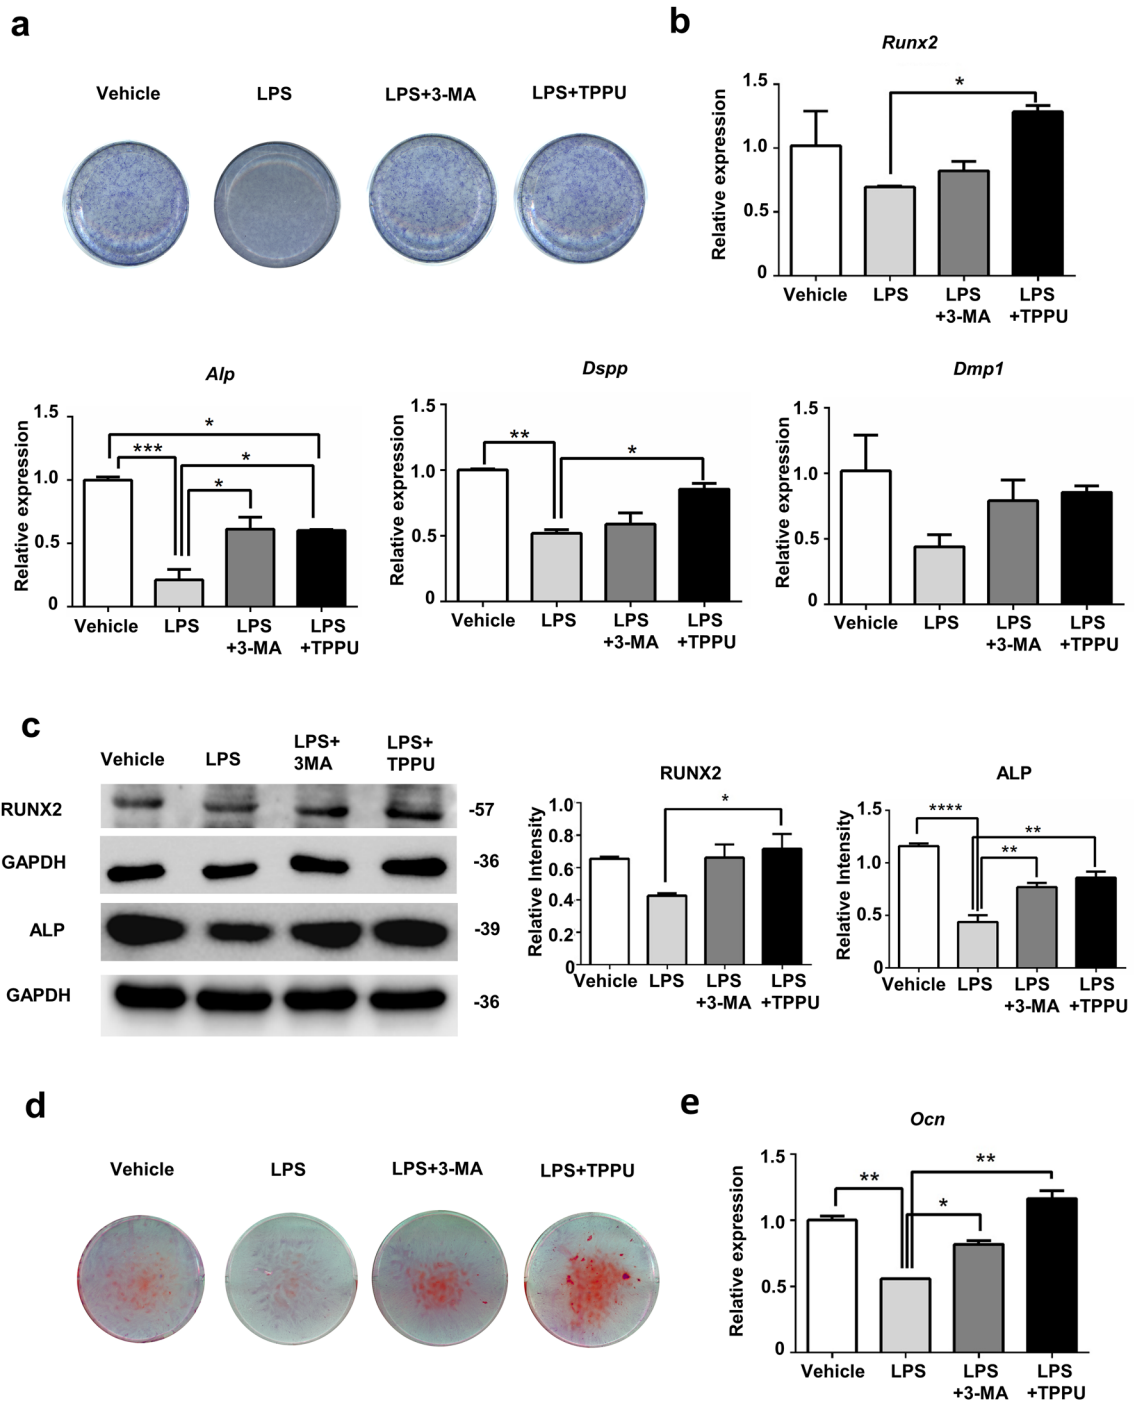 a
Vehicle LPS LPS+3-MA LPS+TPPU
b
Runx2
Relative expression
1.5
1.0
0.5
0
*
Vehicle LPS LPS LPS
+3-MA +TPPU
Alp
Relative expression
1.5
1.0
0.5
0
*
***
*
*
Vehicle LPS LPS LPS
+3-MA +TPPU
Dspp
Relative expression
1.5
1.0
0.5
0
**
*
Vehicle LPS LPS LPS
+3-MA +TPPU
Dmp1
Relative expression
1.5
1.0
0.5
0
Vehicle LPS LPS LPS
+3-MA +TPPU
c
Vehicle LPS LPS+ LPS+
3MA TPPU
RUNX2 -57
GAPDH -36
ALP -39
GAPDH -36
RUNX2
Relative Intensity
1.0
0.8
0.6
0.4
0.2
0
*
Vehicle LPS LPS LPS
+3-MA +TPPU
ALP
Relative Intensity
1.5
1.0
0.5
0
****
**
**
Vehicle LPS LPS LPS
+3-MA +TPPU
d
Vehicle LPS LPS+3-MA LPS+TPPU
e
Ocn
Relative expression
1.5
1.0
0.5
0
**
**
*
Vehicle LPS LPS LPS
+3-MA +TPPU